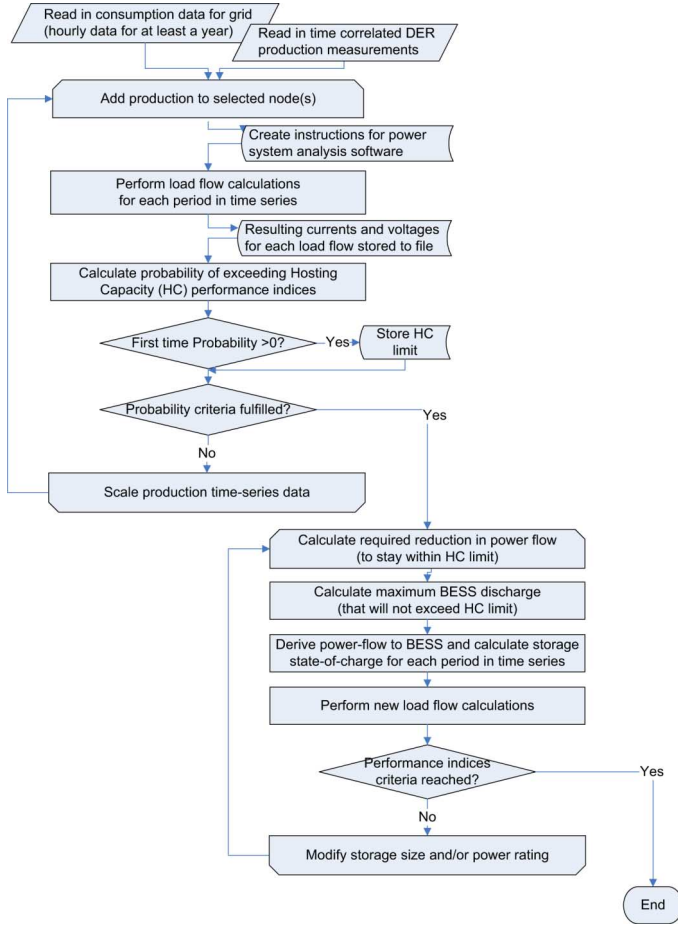 Read in consumption data for grid
(hourly data for at least a year)
Read in time correlated DER
production measurements
Add production to selected node(s)
Create instructions for power
system analysis software
Perform load flow calculations
for each period in time series
Resulting currents and voltages
for each load flow stored to file
Calculate probability of exceeding Hosting
Capacity (HC) performance indices
First time Probability >0?
Yes
Store HC
limit
Probability criteria fulfilled?
Yes
No
Scale production time-series data
Calculate required reduction in power flow
(to stay within HC limit)
Calculate maximum BESS discharge
(that will not exceed HC limit)
Derive power-flow to BESS and calculate storage
state-of-charge for each period in time series
Perform new load flow calculations
Performance indices
criteria reached?
Yes
No
Modify storage size and/or power rating
End